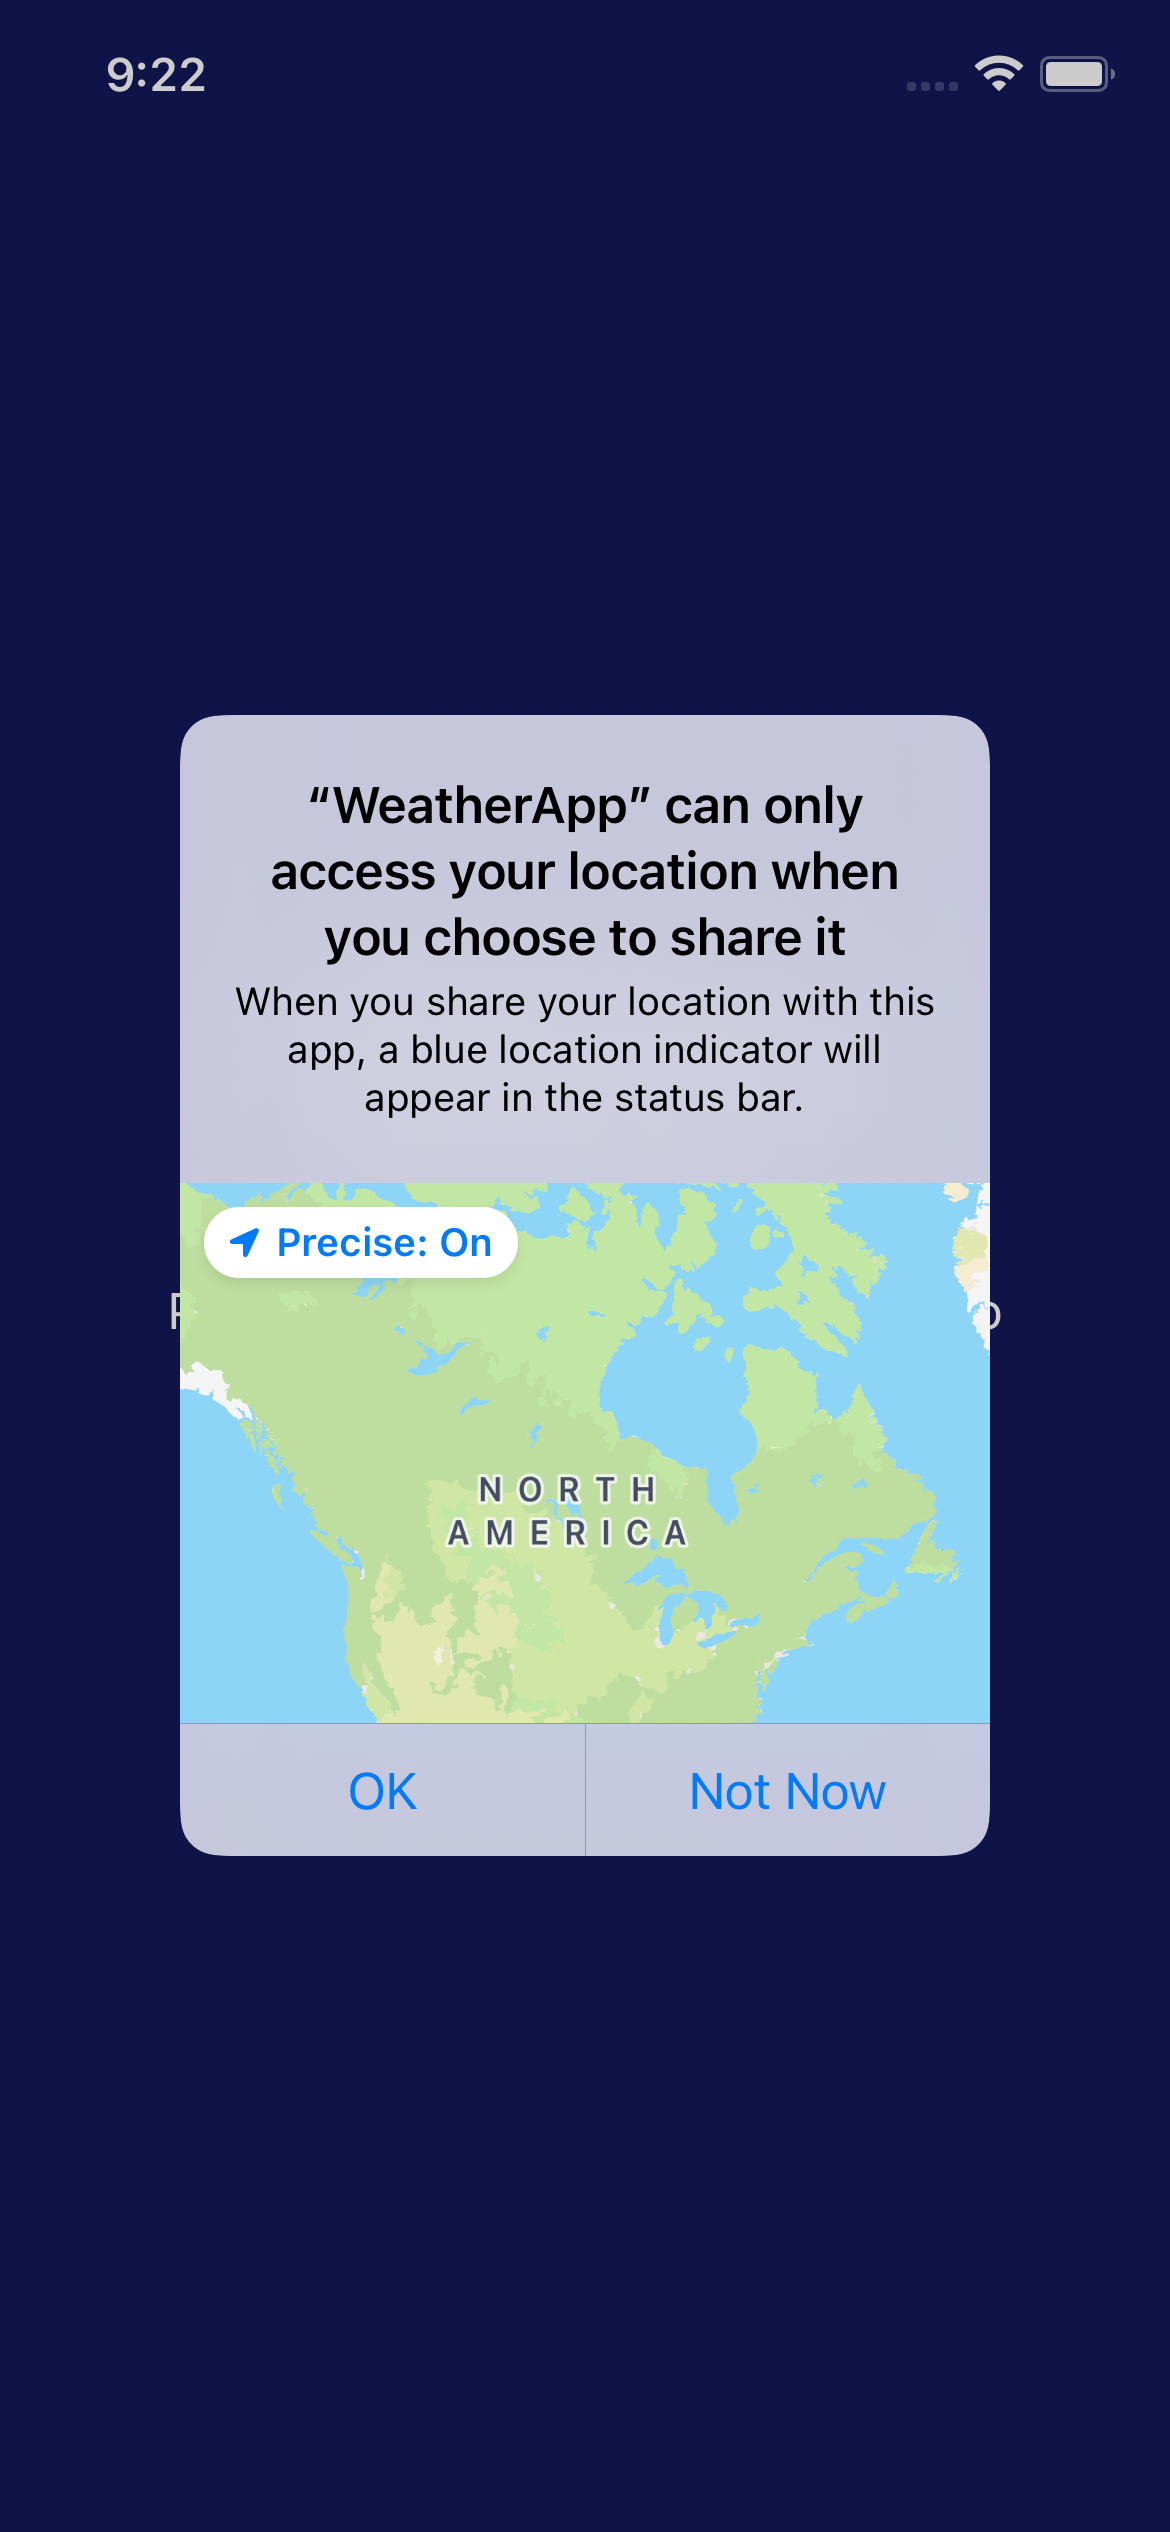 9:22
“WeatherApp” can only
access your location when
you choose to share it
When you share your location with this
app, a blue location indicator will
appear in the status bar.
Precise: On
NORTH
AMERICA
OK
Not Now